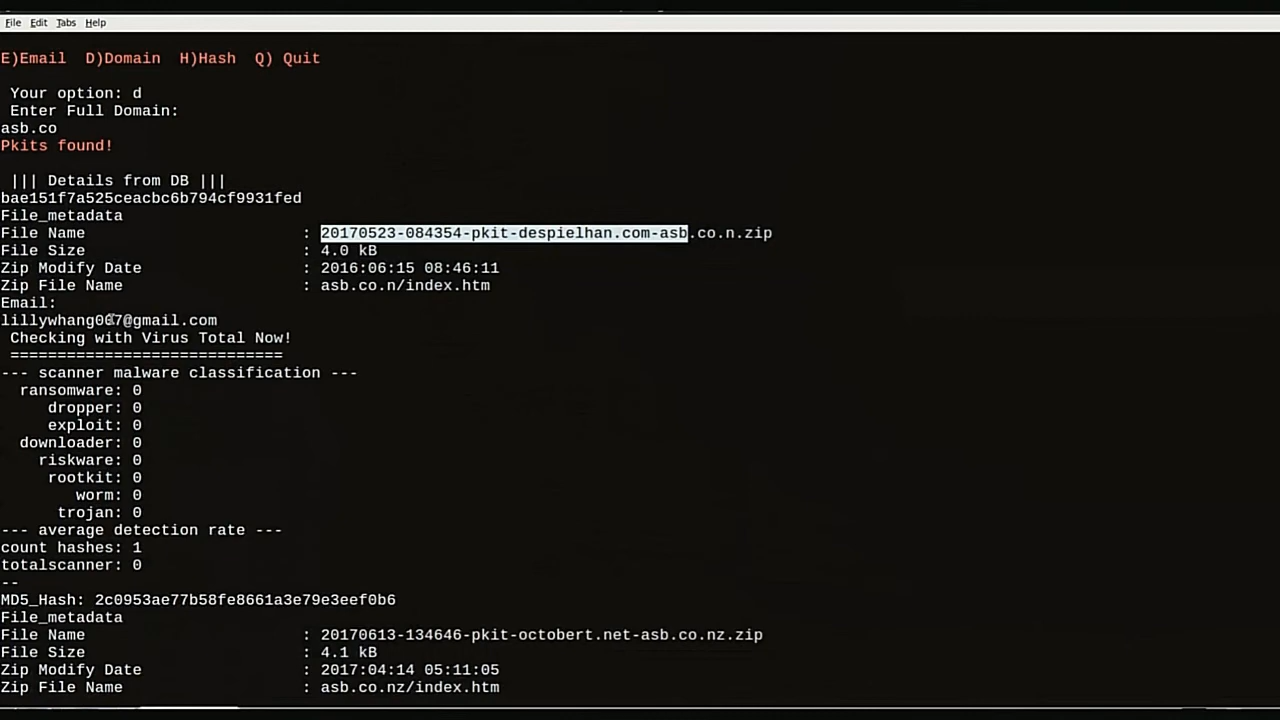 File Edit Tabs Help
E)Email D)Domain H)Hash Q) Quit
Your option: d
Enter Full Domain:
asb.co
Pkits found!
||| Details from DB |||
bae151f7a525ceacbc6b794cf9931fed
File_metadata
File Name : 20170523-084354-pkit-despielhan.com-asb.co.n.zip
File Size : 4.0 kB
Zip Modify Date : 2016:06:15 08:46:11
Zip File Name : asb.co.n/index.htm
Email:
lillywhang007@gmail.com
Checking with Virus Total Now!
=============================
--- scanner malware classification ---
ransomware: 0
dropper: 0
exploit: 0
downloader: 0
riskware: 0
rootkit: 0
worm: 0
trojan: 0
--- average detection rate ---
count hashes: 1
totalscanner: 0
--
MD5_Hash: 2c0953ae77b58fe8661a3e79e3eef0b6
File_metadata
File Name : 20170613-134646-pkit-octobert.net-asb.co.nz.zip
File Size : 4.1 kB
Zip Modify Date : 2017:04:14 05:11:05
Zip File Name : asb.co.nz/index.htm